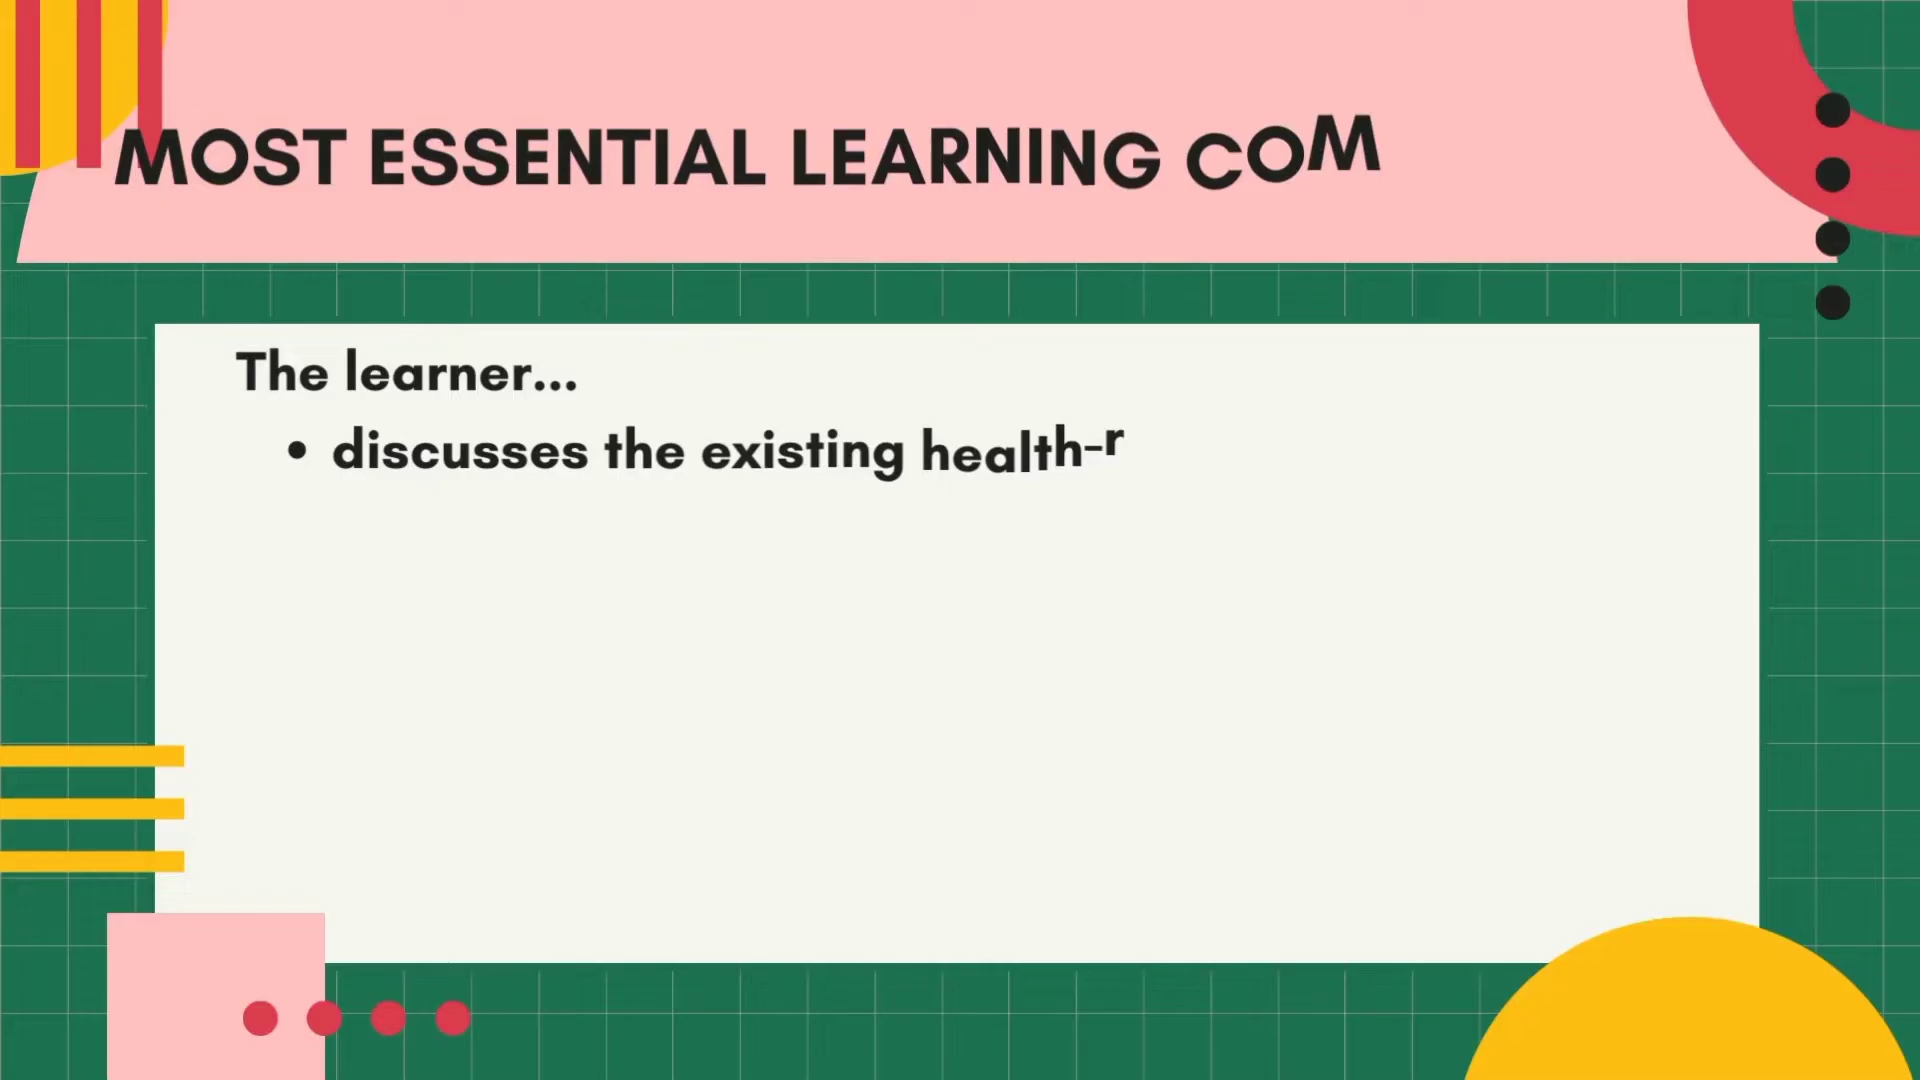 MOST ESSENTIAL LEARNING COM
The learner...
• discusses the existing health-r